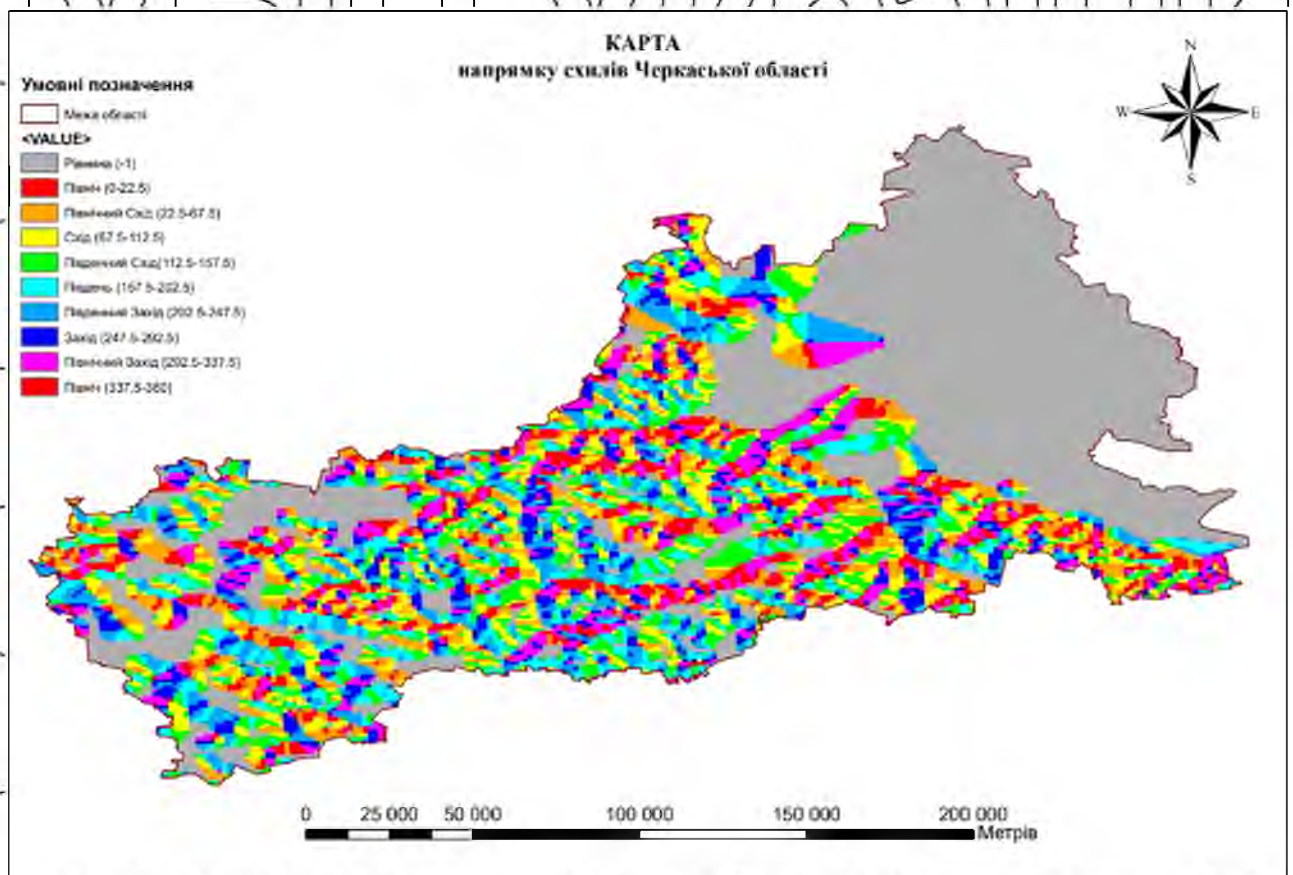 КАРТА
напрямку схилів Черкаської області
N
W
E
S
Умовні позначення
Межа області
<VALUE>
Рівнина (-1)
Північ (0-22.5)
Північний Схід (22.5-67.5)
Схід (67.5-112.5)
Південний Схід(112.5-157.5)
Південь (157.5-202.5)
Південний Захід (202.5-247.5)
Захід (247.5-292.5)
Північний Захід (292.5-337.5)
Північ (337.5-360)
0 25 000 50 000 100 000 150 000 200 000
Метрів